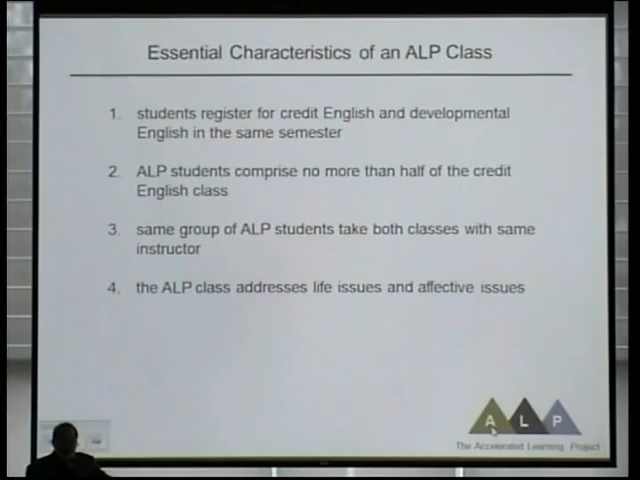 Essential Characteristics of an ALP Class
1. students register for credit English and developmental
English in the same semester
2. ALP students comprise no more than half of the credit
English class
3. same group of ALP students take both classes with same
instructor
4. the ALP class addresses life issues and affective issues
A L P
The Accelerated Learning Project